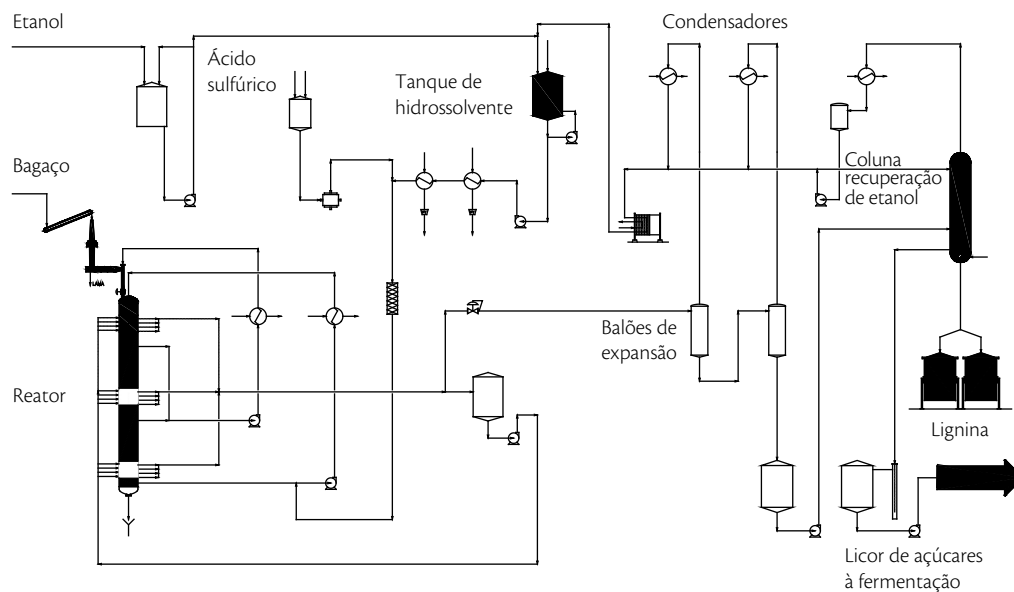 Etanol
Ácido
sulfúrico
Tanque de
hidrossolvente
Condensadores
Bagaço
Coluna
recuperação
de etanol
LAVA
Balões de
expansão
Reator
Lignina
Licor de açúcares
à fermentação